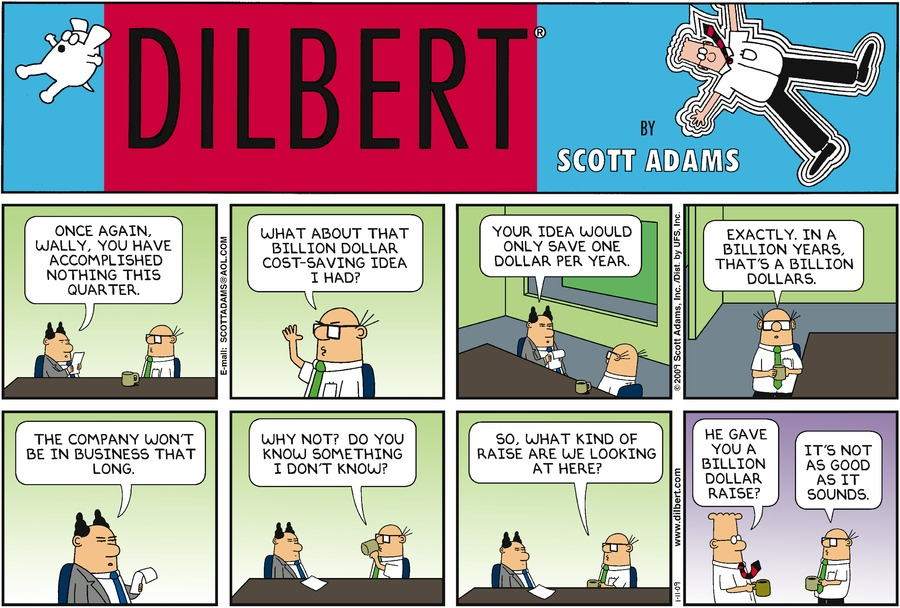 DILBERT®
BY
SCOTT ADAMS
ONCE AGAIN,
WALLY, YOU HAVE
ACCOMPLISHED
NOTHING THIS
QUARTER.
E-mail: SCOTTADAMS@AOL.COM
WHAT ABOUT THAT
BILLION DOLLAR
COST-SAVING IDEA
I HAD?
YOUR IDEA WOULD
ONLY SAVE ONE
DOLLAR PER YEAR.
©2009 Scott Adams, Inc./Dist. by UFS, Inc.
EXACTLY. IN A
BILLION YEARS,
THAT'S A BILLION
DOLLARS.
THE COMPANY WON'T
BE IN BUSINESS THAT
LONG.
WHY NOT? DO YOU
KNOW SOMETHING
I DON'T KNOW?
SO, WHAT KIND OF
RAISE ARE WE LOOKING
AT HERE?
www.dilbert.com
1-11-09
HE GAVE
YOU A
BILLION
DOLLAR
RAISE?
IT'S NOT
AS GOOD
AS IT
SOUNDS.